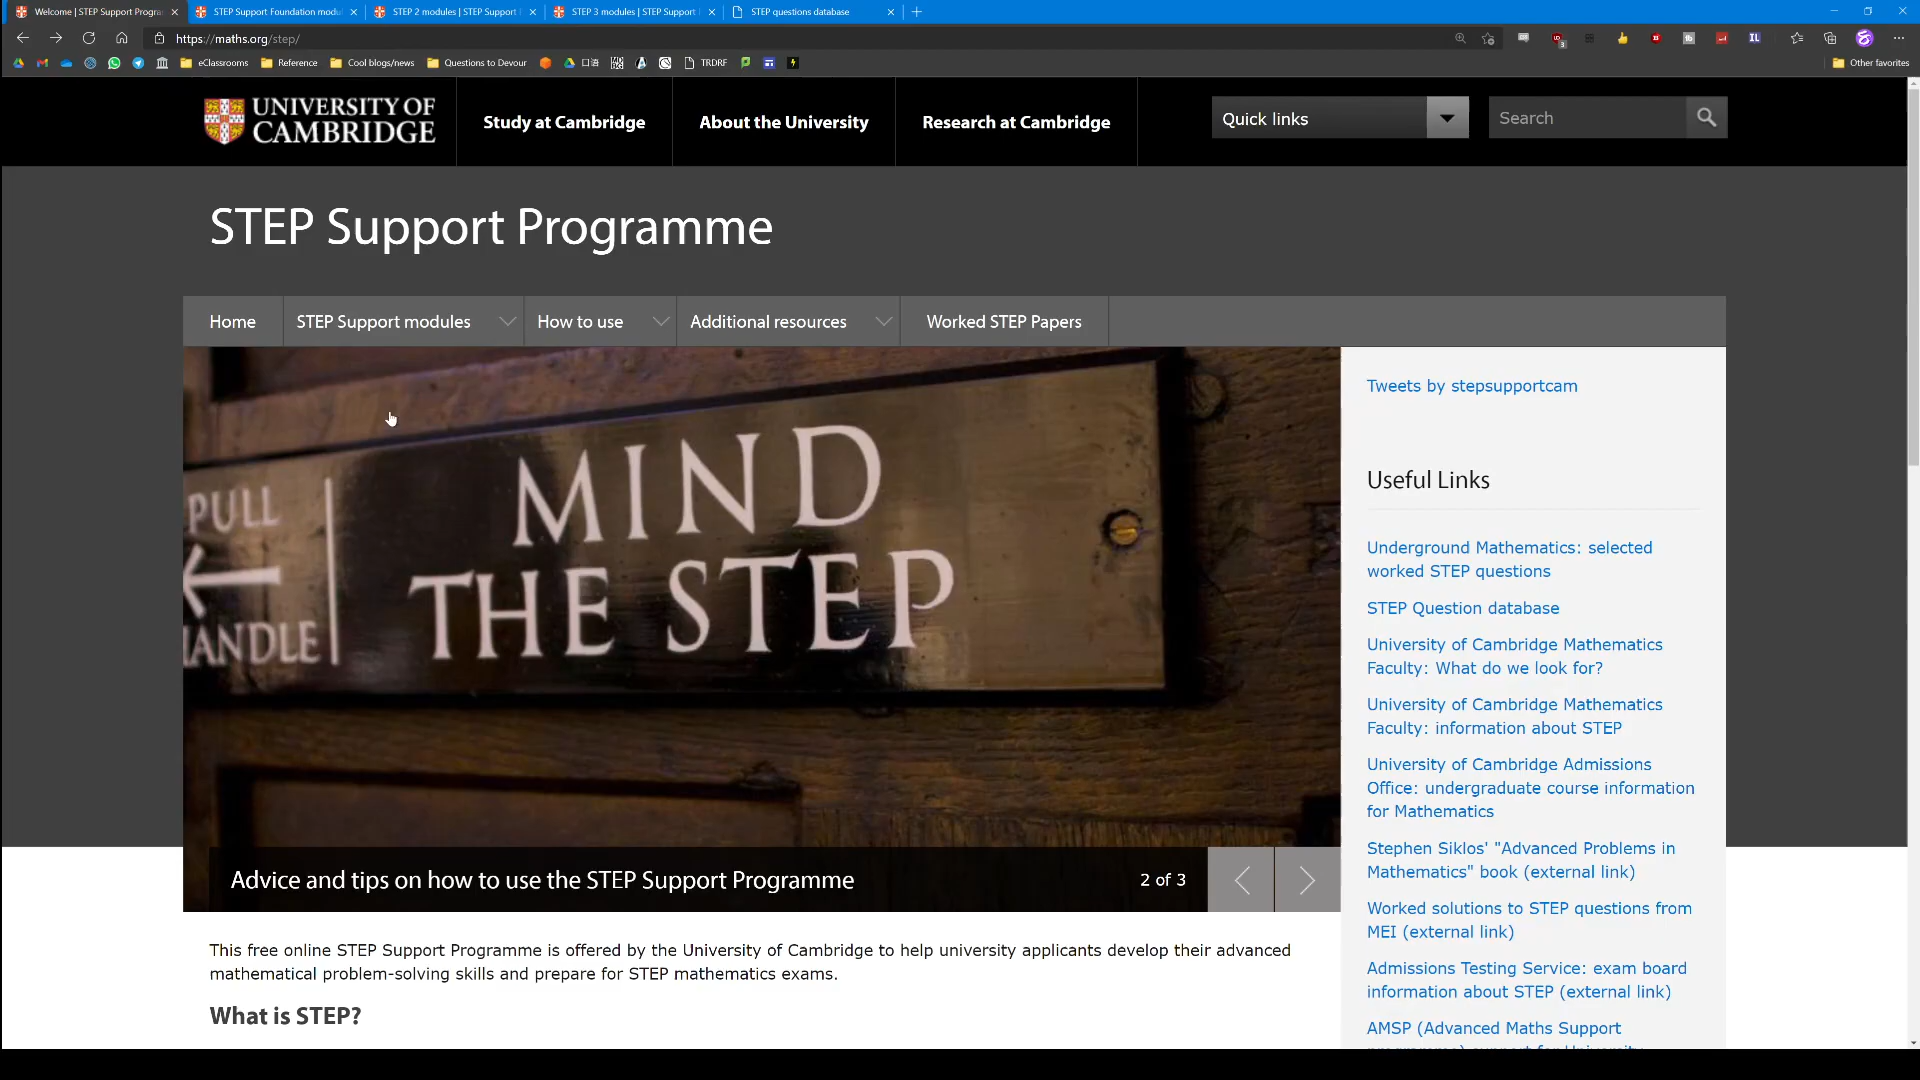 Welcome | STEP Support Progra
STEP Support Foundation modu
STEP 2 modules | STEP Support
STEP 3 modules | STEP Support
STEP questions database
https://maths.org/step/
eClassrooms
Reference
Cool blogs/news
Questions to Devour
口语
TRDRF
Other favorites
UNIVERSITY OF
CAMBRIDGE
Study at Cambridge
About the University
Research at Cambridge
Quick links
Search
STEP Support Programme
Home
STEP Support modules
How to use
Additional resources
Worked STEP Papers
PULL
HANDLE
MIND
THE STEP
Advice and tips on how to use the STEP Support Programme
2 of 3
Tweets by stepsupportcam
Useful Links
Underground Mathematics: selected
worked STEP questions
STEP Question database
University of Cambridge Mathematics
Faculty: What do we look for?
University of Cambridge Mathematics
Faculty: information about STEP
University of Cambridge Admissions
Office: undergraduate course information
for Mathematics
Stephen Siklos' "Advanced Problems in
Mathematics" book (external link)
Worked solutions to STEP questions from
MEI (external link)
Admissions Testing Service: exam board
information about STEP (external link)
AMSP (Advanced Maths Support
This free online STEP Support Programme is offered by the University of Cambridge to help university applicants develop their advanced
mathematical problem-solving skills and prepare for STEP mathematics exams.
What is STEP?